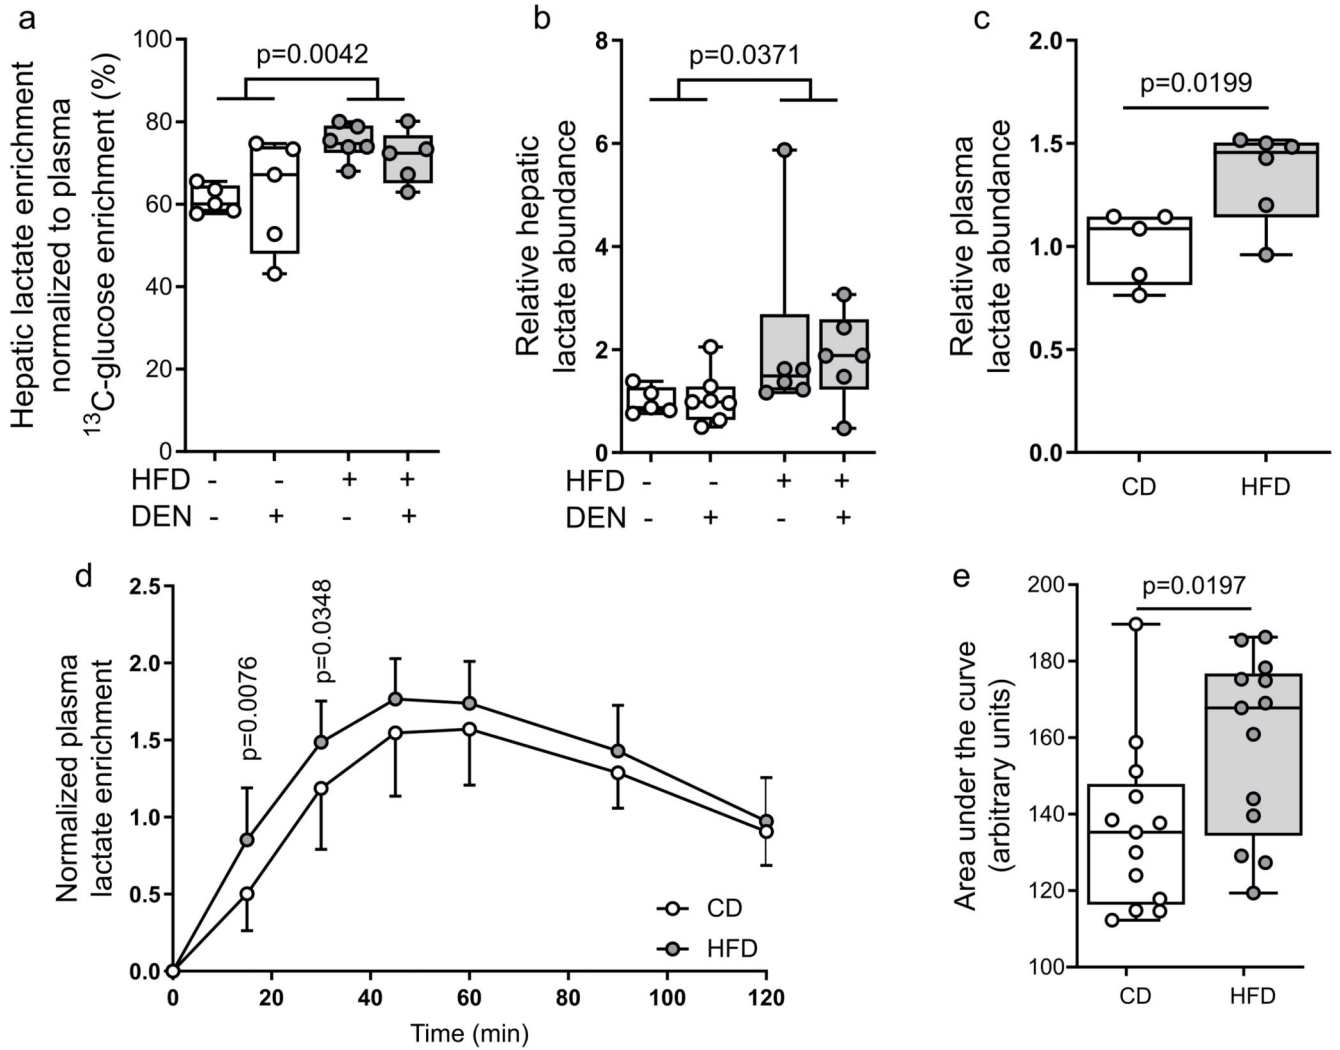 a
Hepatic lactate enrichment
normalized to plasma
¹³C-glucose enrichment (%)
100
80
60
40
20
0
p=0.0042
HFD - - + +
DEN - + - +
b
Relative hepatic
lactate abundance
8
6
4
2
0
p=0.0371
HFD - - + +
DEN - + - +
c
Relative plasma
lactate abundance
2.0
1.5
1.0
0.5
0.0
p=0.0199
CD HFD
d
Normalized plasma
lactate enrichment
2.5
2.0
1.5
1.0
0.5
0.0
p=0.0076
p=0.0348
CD
HFD
0 20 40 60 80 100 120
Time (min)
e
Area under the curve
(arbitrary units)
200
180
160
140
120
100
p=0.0197
CD HFD